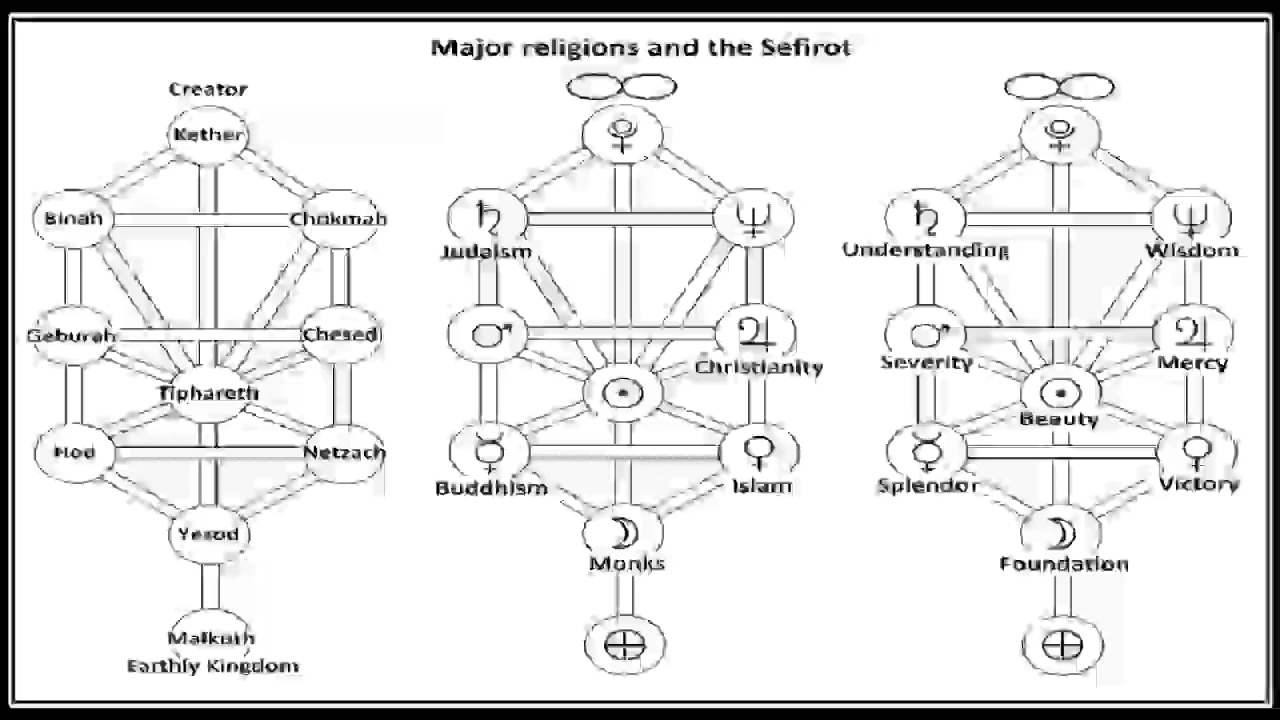 Major religions and the Sefirot
Creator
Kether
Binah
Chokmah
Geburah
Chesed
Tiphareth
Hod
Netzach
Yesod
Malkuth
Earthly Kingdom
Judaism
Christianity
Buddhism
Islam
Monks
Understanding
Wisdom
Severity
Mercy
Beauty
Splendor
Victory
Foundation